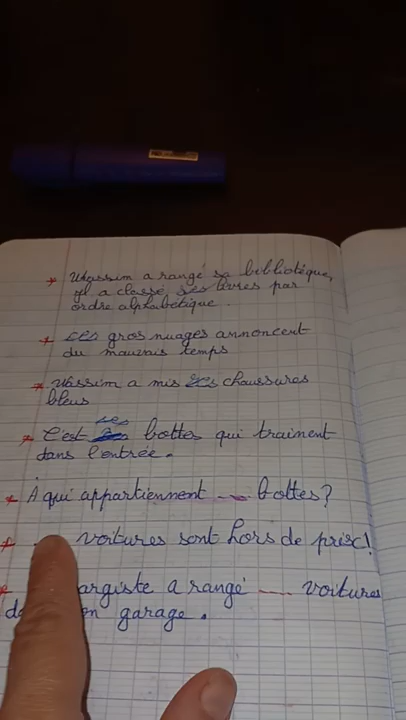 Wassim a rangé sa bibliotéque,
il a classé ses livres par
ordre alphabétique.
ces gros nuages annoncent
du mauvais temps
Wassim a mis ses chaussures
bleus
ses
C'est bottes qui traiment
dans l'entrée.
À qui appartiennent ...... bottes?
voitures sont hors de prix!
argiste a rangé ...... voitures
d on garage.